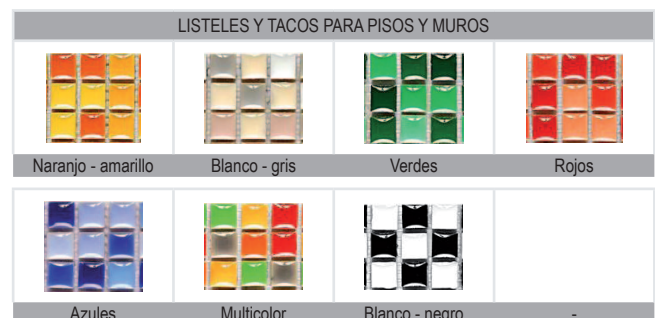 LISTELES Y TACOS PARA PISOS Y MUROS
Naranjo - amarillo
Blanco - gris
Verdes
Rojos
Azules
Multicolor
Blanco - negro
-